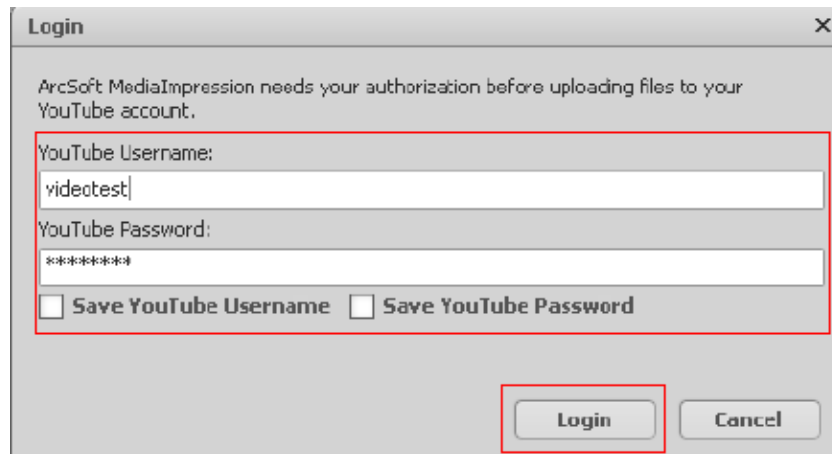 Login
ArcSoft MediaImpression needs your authorization before uploading files to your
YouTube account.
YouTube Username:
videotest
YouTube Password:
********
Save YouTube Username Save YouTube Password
Login Cancel